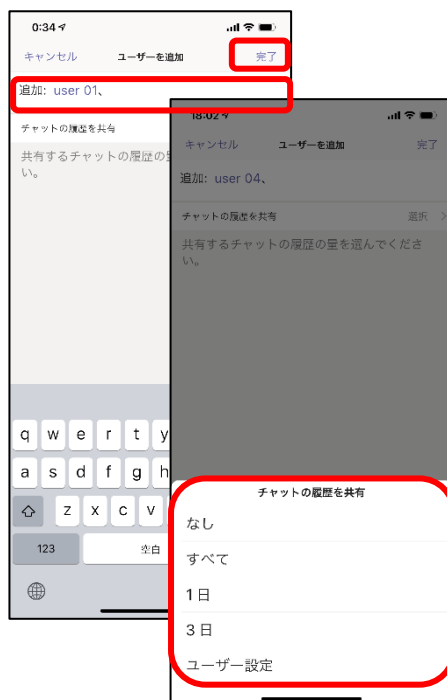 0:34
キャンセル ユーザーを追加 完了
追加: user 01、
チャットの履歴を共有
共有するチャットの履歴の
い。
q w e r t y
a s d f g h
z x c v
123 空白
18:02
キャンセル ユーザーを追加 完了
追加: user 04、
チャットの履歴を共有 選択
共有するチャットの履歴の量を選んでくださ
い。
チャットの履歴を共有
なし
すべて
1 日
3 日
ユーザー設定